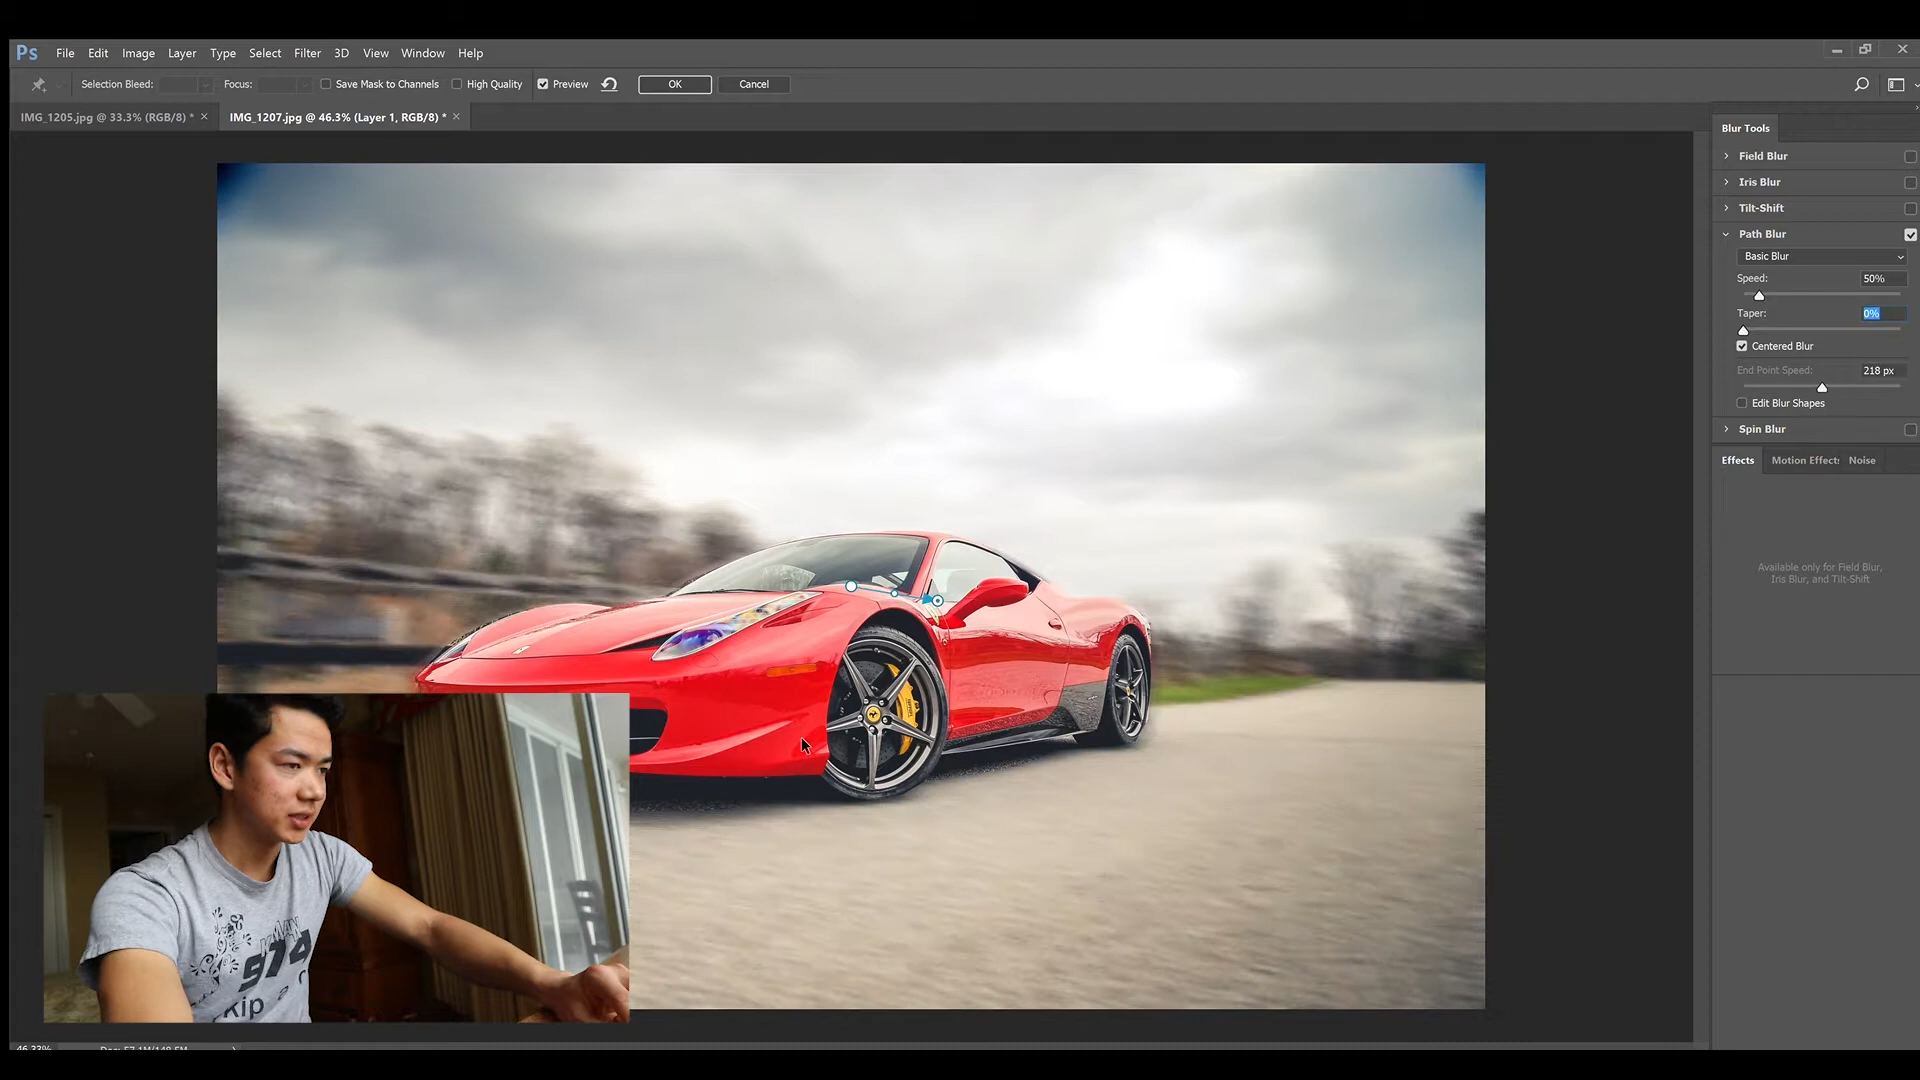 Ps File Edit Image Layer Type Select Filter 3D View Window Help
Selection Bleed: Focus: Save Mask to Channels High Quality Preview OK Cancel
IMG_1205.jpg @ 33.3% (RGB/8) * × IMG_1207.jpg @ 46.3% (Layer 1, RGB/8) * ×
Blur Tools
Field Blur
Iris Blur
Tilt-Shift
Path Blur
Basic Blur
Speed: 50%
Taper: 0%
Centered Blur
End Point Speed: 218 px
Edit Blur Shapes
Spin Blur
Effects Motion Effects Noise
Available only for Field Blur,
Iris Blur, and Tilt-Shift
974
kip
46.33%